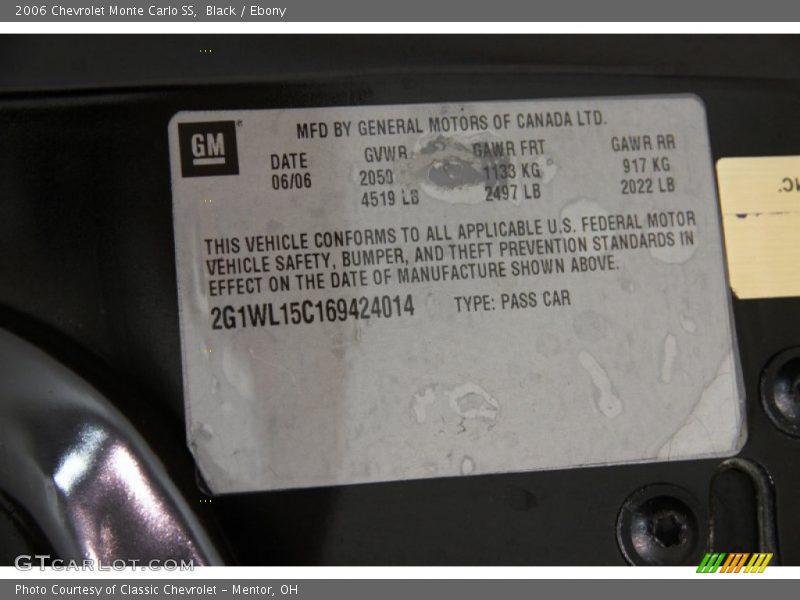 2006 Chevrolet Monte Carlo SS, Black / Ebony
GM
MFD BY GENERAL MOTORS OF CANADA LTD.
DATE GVWR GAWR FRT GAWR RR
06/06 2050 1133 KG 917 KG
4519 LB 2497 LB 2022 LB
THIS VEHICLE CONFORMS TO ALL APPLICABLE U.S. FEDERAL MOTOR
VEHICLE SAFETY, BUMPER, AND THEFT PREVENTION STANDARDS IN
EFFECT ON THE DATE OF MANUFACTURE SHOWN ABOVE.
2G1WL15C169424014 TYPE: PASS CAR
GTCARLOT.COM
Photo Courtesy of Classic Chevrolet - Mentor, OH